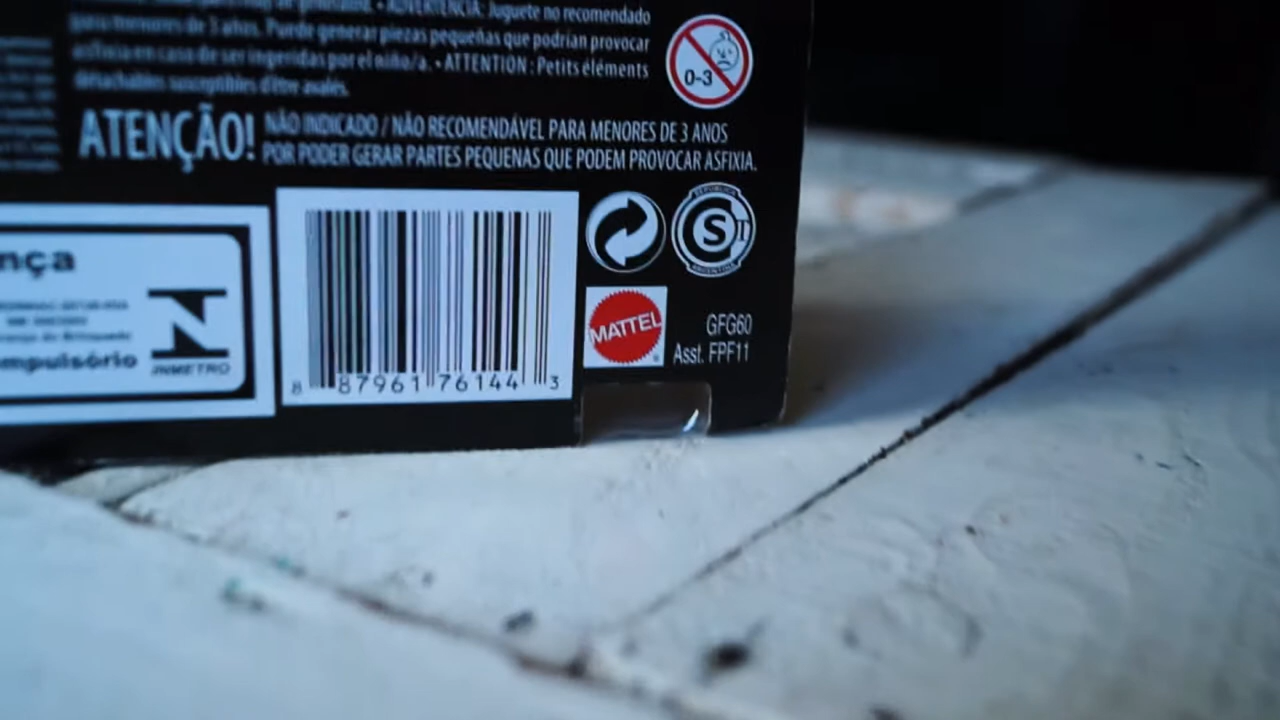 • ADVERTENCIA: Juguete no recomendado
para menores de 3 años. Puede generar piezas pequeñas que podrían provocar
asfixia en caso de ser ingeridas por el niño/a. • ATTENTION : Petits éléments
détachables susceptibles d'être avalés.
0-3
ATENÇÃO! NÃO INDICADO / NÃO RECOMENDÁVEL PARA MENORES DE 3 ANOS
POR PODER GERAR PARTES PEQUENAS QUE PODEM PROVOCAR ASFIXIA.
nça
mpulsório
INMETRO
8 87961 76144 3
S
ARGENTINA
MATTEL
GFG60
Asst. FPF11